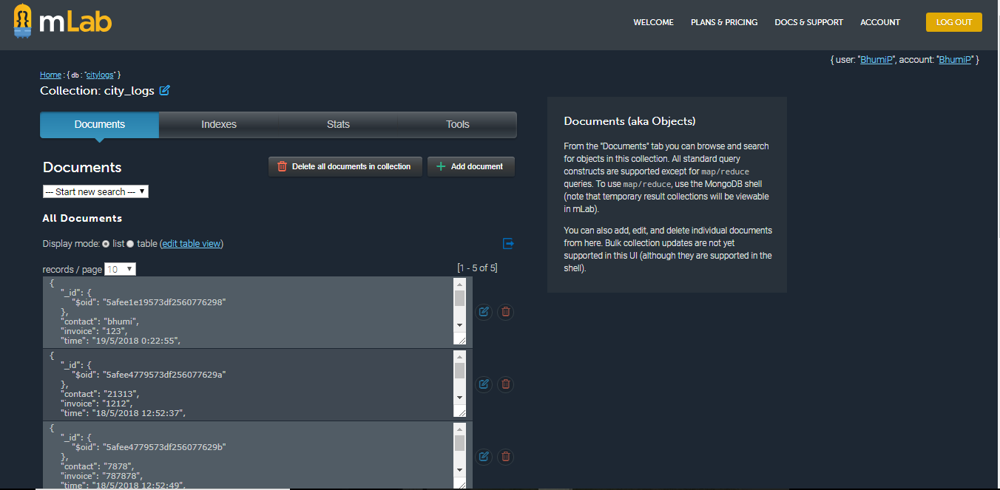 mLab
WELCOME PLANS & PRICING DOCS & SUPPORT ACCOUNT LOG OUT
{ user: "BhumiP", account: "BhumiP" }
Home : { db : "citylogs" }
Collection: city_logs
Documents Indexes Stats Tools
Documents
Delete all documents in collection
Add document
--- Start new search ---
All Documents
Display mode: list table (edit table view)
records / page 10
[1 - 5 of 5]
{
"_id": {
"$oid": "5afee1e19573df2560776298"
},
"contact": "bhumi",
"invoice": "123",
"time": "19/5/2018 0:22:55",
{
"_id": {
"$oid": "5afee4779573df256077629a"
},
"contact": "21313",
"invoice": "1212",
"time": "18/5/2018 12:52:37",
{
"_id": {
"$oid": "5afee4779573df256077629b"
},
"contact": "7878",
"invoice": "787878",
"time": "18/5/2018 12:52:49",
Documents (aka Objects)
From the "Documents" tab you can browse and search
for objects in this collection. All standard query
constructs are supported except for map/reduce
queries. To use map/reduce, use the MongoDB shell
(note that temporary result collections will be viewable
in mLab).
You can also add, edit, and delete individual documents
from here. Bulk collection updates are not yet
supported in this UI (although they are supported in the
shell).